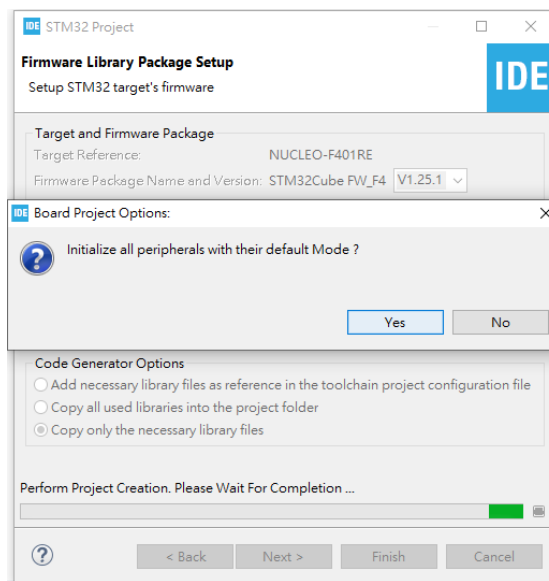 IDE STM32 Project
Firmware Library Package Setup
Setup STM32 target's firmware
IDE
Target and Firmware Package
Target Reference: NUCLEO-F401RE
Firmware Package Name and Version: STM32Cube FW_F4 V1.25.1
IDE Board Project Options:
Initialize all peripherals with their default Mode ?
Yes No
Code Generator Options
Add necessary library files as reference in the toolchain project configuration file
Copy all used libraries into the project folder
Copy only the necessary library files
Perform Project Creation. Please Wait For Completion ...
< Back Next > Finish Cancel